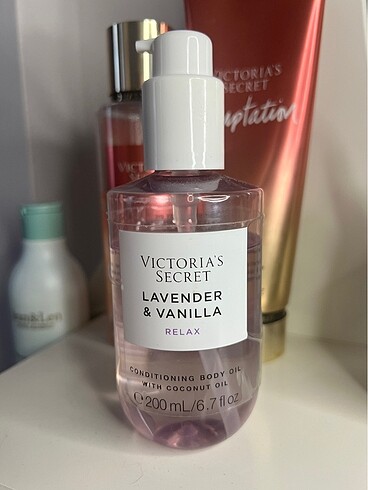 VICTORIA'S
SECRET
LAVENDER
& VANILLA
RELAX
CONDITIONING BODY OIL
WITH COCONUT OIL
℮200 mL/6.7 fl oz
VICTORIA'S
SECRET